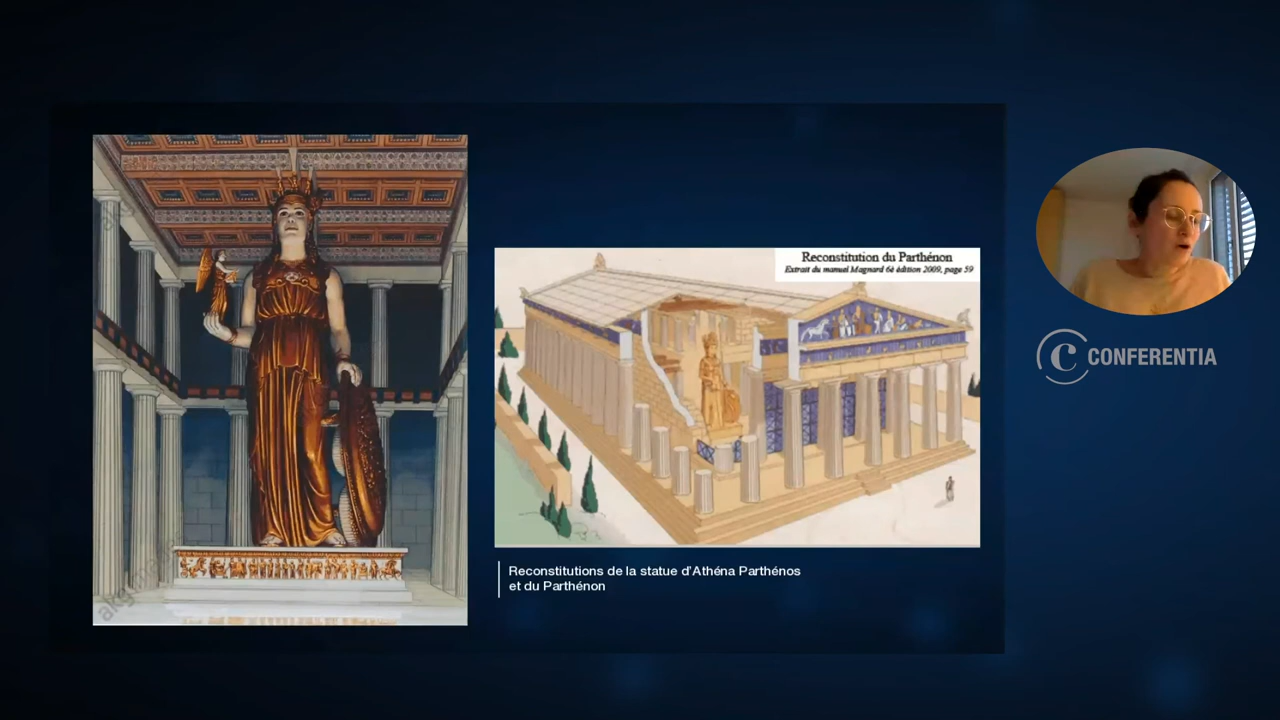 Reconstitution du Parthénon
Extrait du manuel Magnard 6è édition 2009, page 59
Reconstitutions de la statue d'Athéna Parthénos
et du Parthénon
C CONFERENTIA